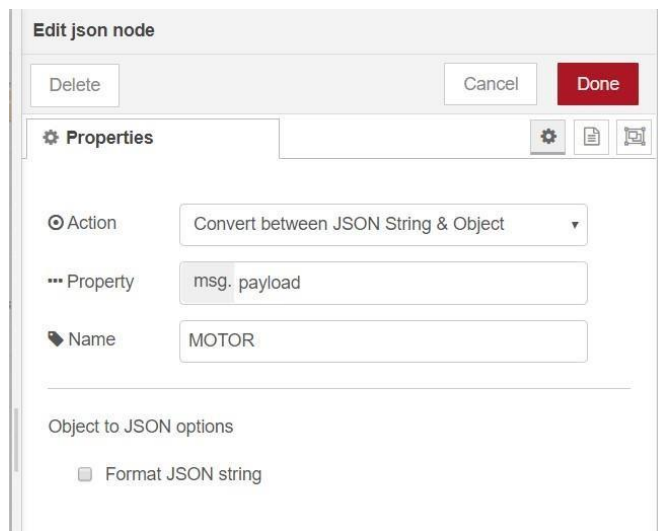 Edit json node
Delete Cancel Done
Properties
Action Convert between JSON String & Object
Property msg. payload
Name MOTOR
Object to JSON options
Format JSON string